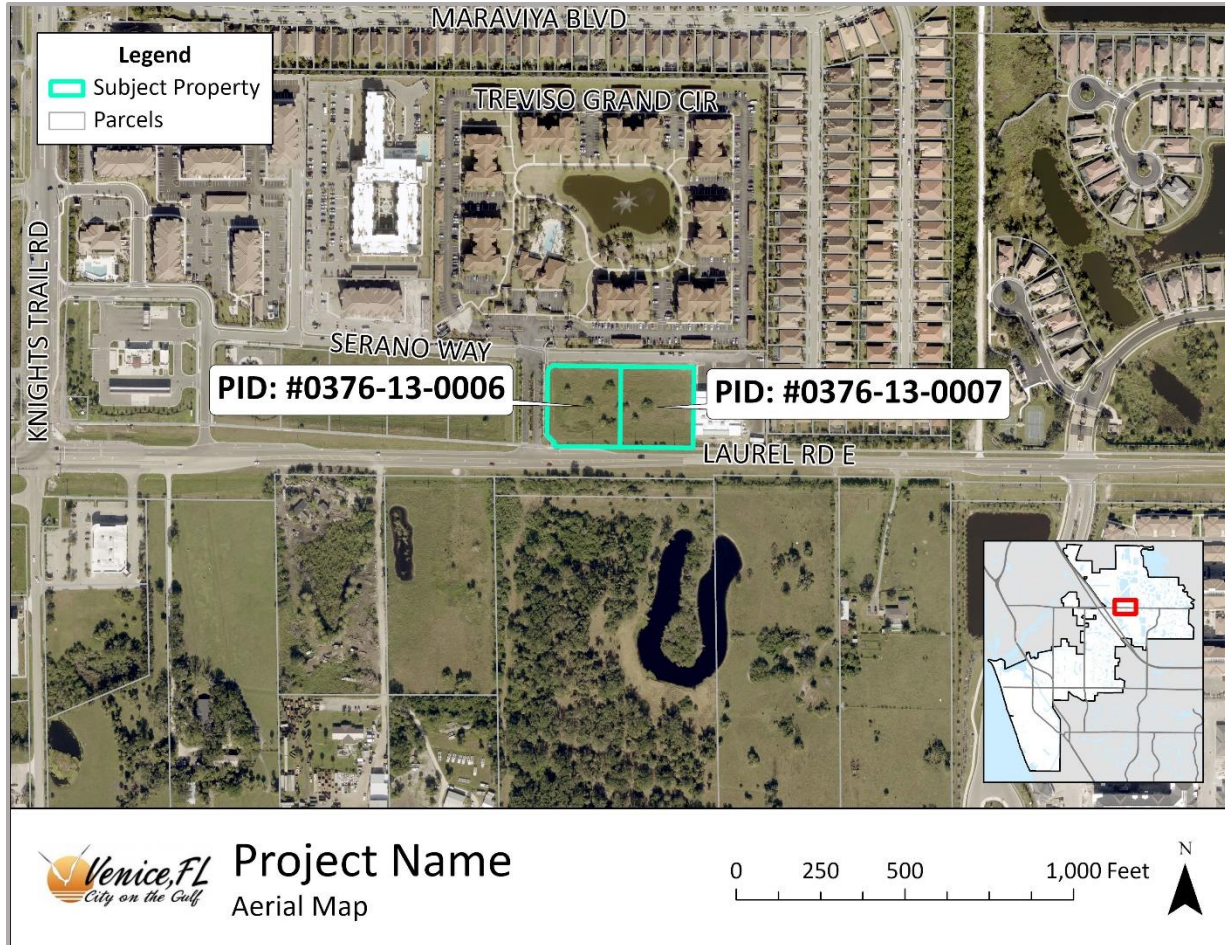 MARAVIYA BLVD
Legend
Subject Property
Parcels
TREVISO GRAND CIR
KNIGHTS TRAIL RD
SERANO WAY
PID: #0376-13-0006
PID: #0376-13-0007
LAUREL RD E
Venice, FL
City on the Gulf
Project Name
Aerial Map
0 250 500 1,000 Feet
N